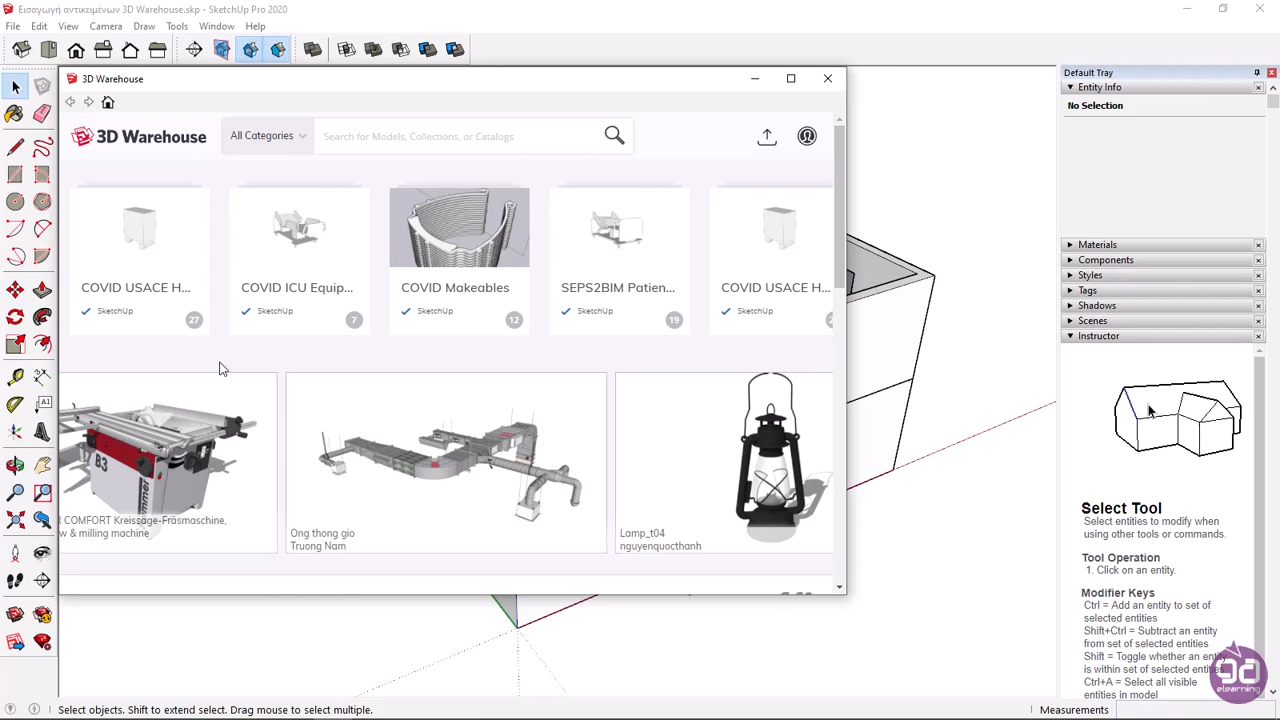 Εισαγωγή αντικειμένων 3D Warehouse.skp - SketchUp Pro 2020
File Edit View Camera Draw Tools Window Help
3D Warehouse
3D Warehouse All Categories Search for Models, Collections, or Catalogs
COVID USACE H... COVID ICU Equip... COVID Makeables SEPS2BIM Patien... COVID USACE H...
SketchUp 27 SketchUp 7 SketchUp 12 SketchUp 19 SketchUp
B3
COMFORT Kreissäge-Fräsmaschine,
w & milling machine
Ong thong gio
Truong Nam
Lamp_t04
nguyenquocthanh
Default Tray
Entity Info
No Selection
Materials
Components
Styles
Tags
Shadows
Scenes
Instructor
Select Tool
Select entities to modify when
using other tools or commands.
Tool Operation
1. Click on an entity.
Modifier Keys
Ctrl = Add an entity to set of
selected entities
Shift+Ctrl = Subtract an entity
from set of selected entities
Shift = Toggle whether an entity
is within set of selected entities
Ctrl+A = Select all visible
entities in model
elearning
Select objects. Shift to extend select. Drag mouse to select multiple. Measurements